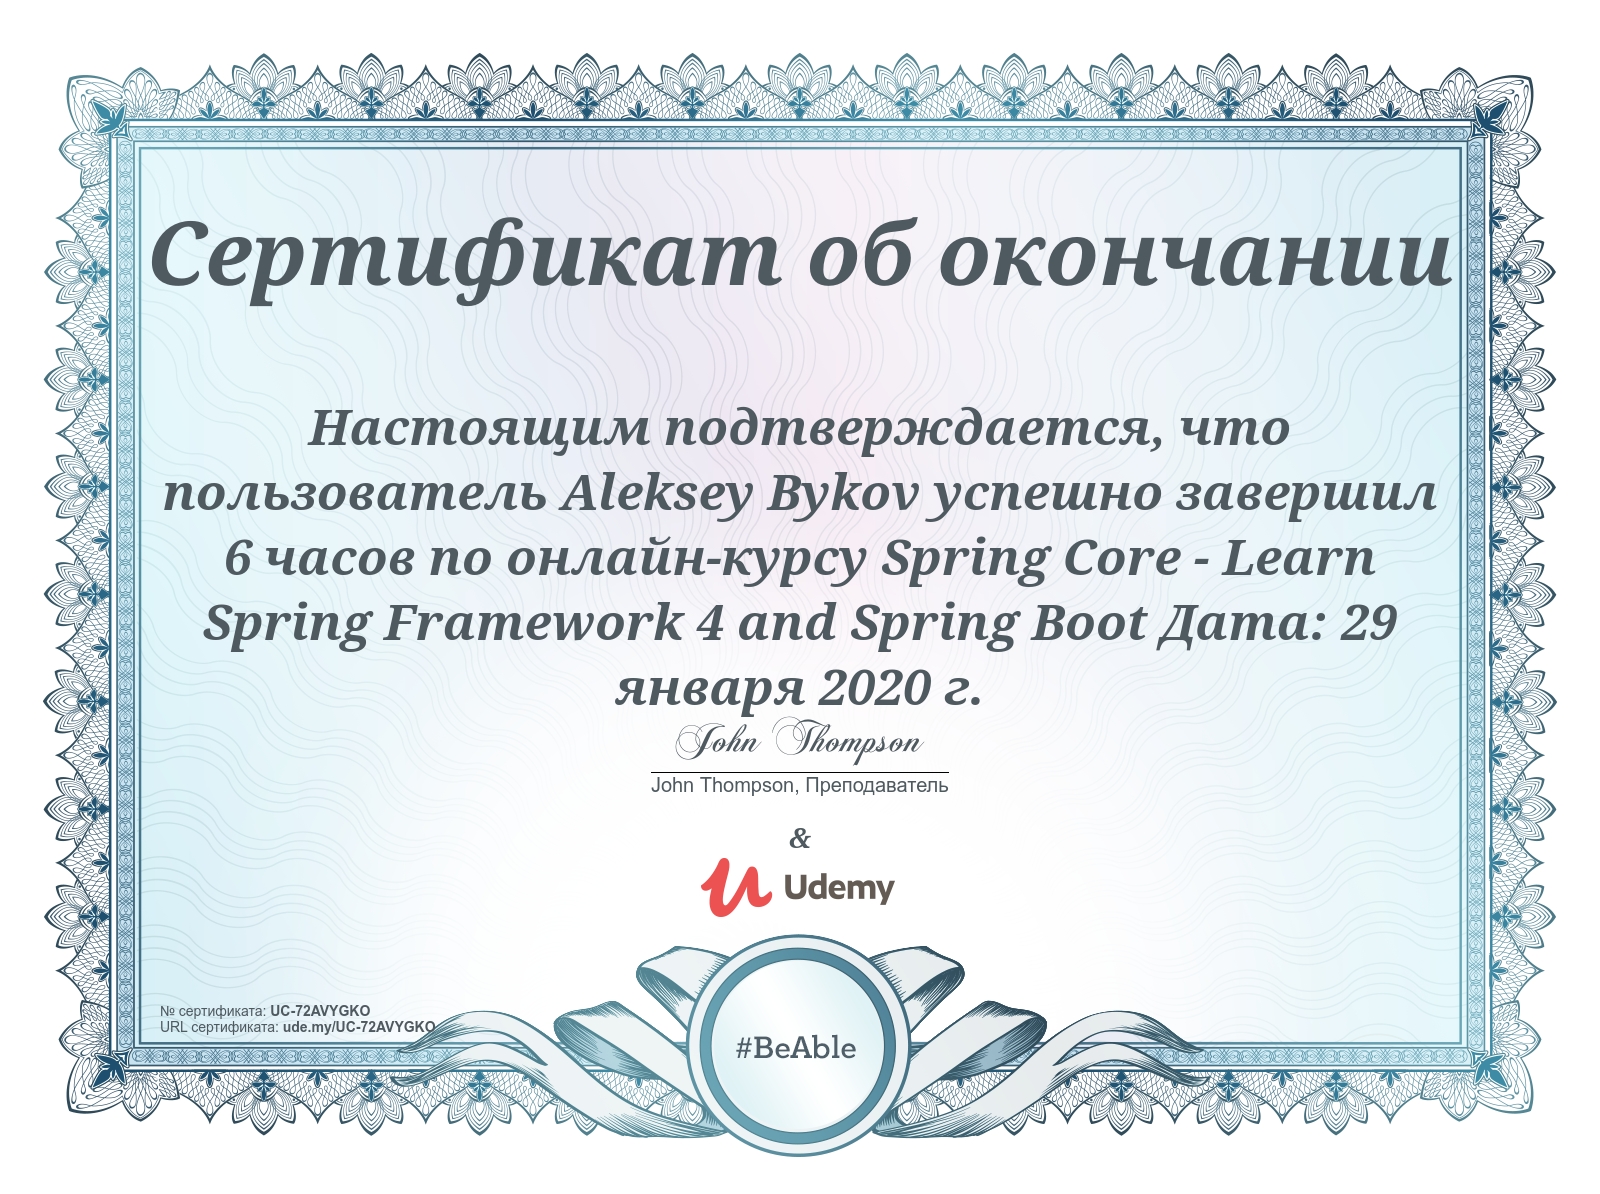 Сертификат об окончании
Настоящим подтверждается, что
пользователь Aleksey Bykov успешно завершил
6 часов по онлайн-курсу Spring Core - Learn
Spring Framework 4 and Spring Boot Дата: 29
января 2020 г.
John Thompson
John Thompson, Преподаватель
&
Udemy
№ сертификата: UC-72AVYGKO
URL сертификата: ude.my/UC-72AVYGKO
#BeAble